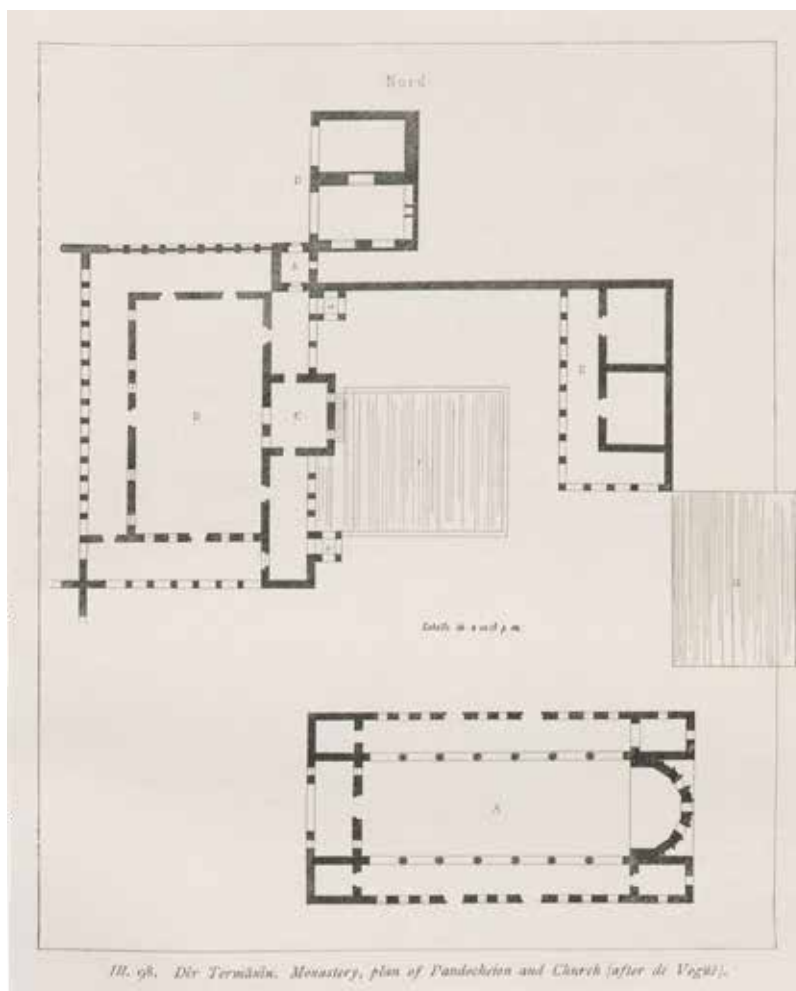 Nord
D
A
B
C
B
A
Ill. 98. Dêr Termânîn. Monastery, plan of Pandocheion and Church (after de Vogüé).